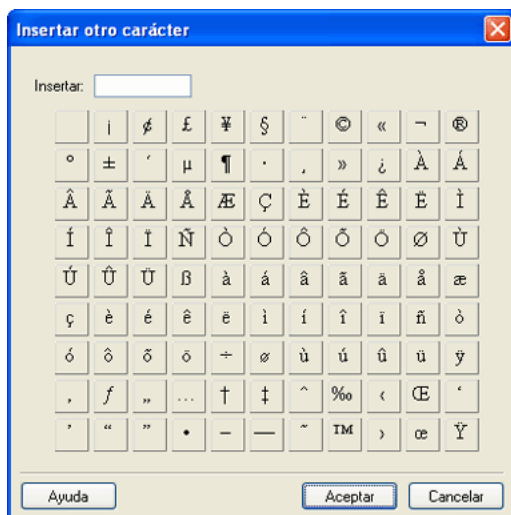 Insertar otro carácter
Insertar:
¡ ¢ £ ¥ § ¨ © « ¬ ®
° ± ´ µ ¶ · ¸ » ¿ À Á
Â Ã Ä Å Æ Ç È É Ê Ë Ì
Í Î Ï Ñ Ò Ó Ô Õ Ö Ø Ù
Ú Û Ü ß à á â ã ä å æ
ç è é ê ë ì í î ï ñ ò
ó ô õ ö ÷ ø ù ú û ü ÿ
‚ ƒ „ … † ‡ ˆ ‰ ‹ Œ ‘
’ “ ” • – — ˜ ™ › œ Ÿ
Ayuda Aceptar Cancelar